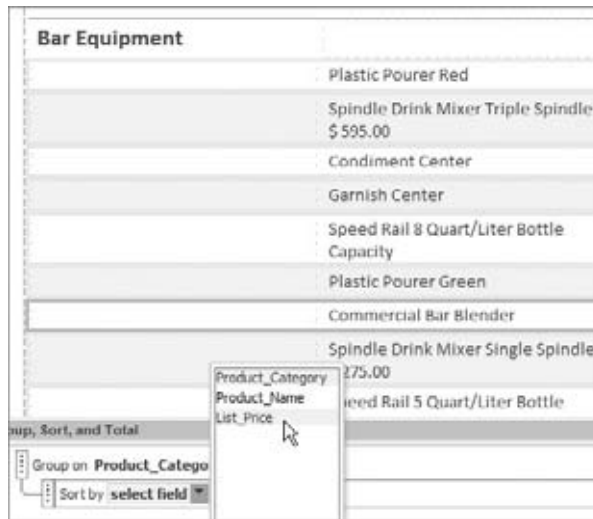 Bar Equipment
Plastic Pourer Red
Spindle Drink Mixer Triple Spindle
$ 595.00
Condiment Center
Garnish Center
Speed Rail 8 Quart/Liter Bottle
Capacity
Plastic Pourer Green
Commercial Bar Blender
Spindle Drink Mixer Single Spindle
275.00
Speed Rail 5 Quart/Liter Bottle
Product_Category
Product_Name
List_Price
oup, Sort, and Total
Group on Product_Catego
Sort by select field